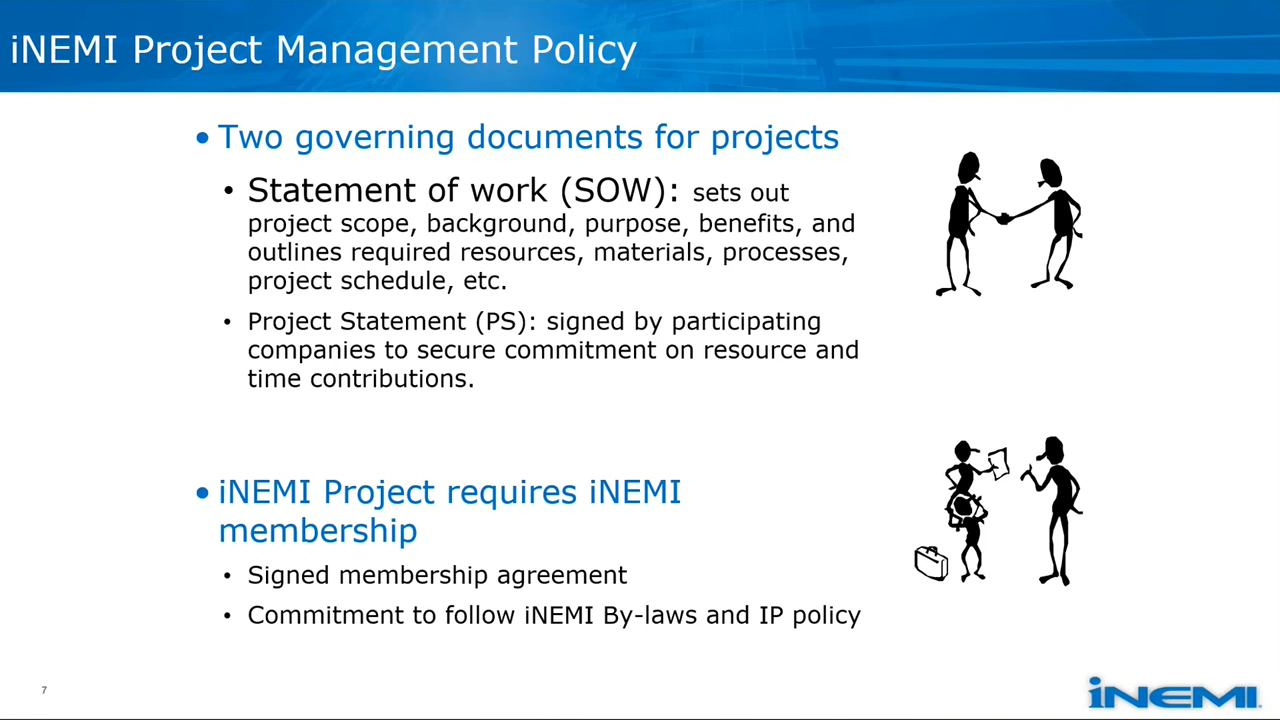 iNEMI Project Management Policy
• Two governing documents for projects
• Statement of work (SOW): sets out
project scope, background, purpose, benefits, and
outlines required resources, materials, processes,
project schedule, etc.
• Project Statement (PS): signed by participating
companies to secure commitment on resource and
time contributions.
• iNEMI Project requires iNEMI
membership
• Signed membership agreement
• Commitment to follow iNEMI By-laws and IP policy
7
iNEMI.